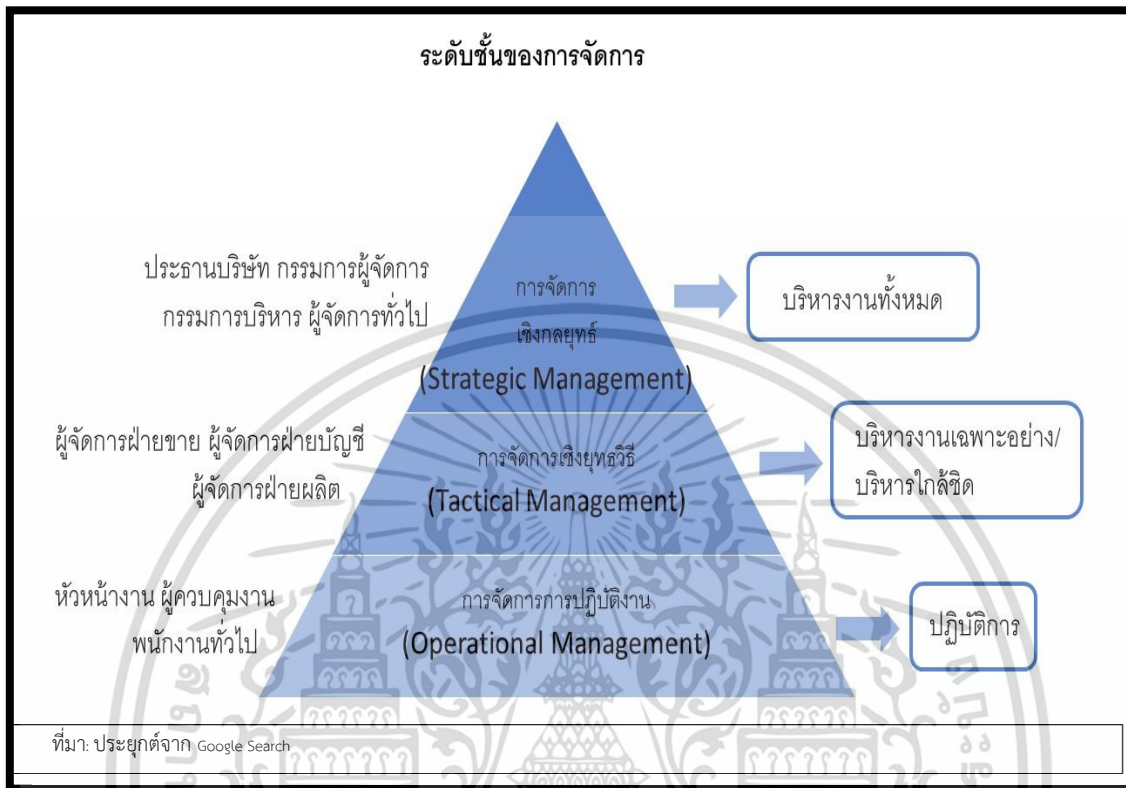 ระดับชั้นของการจัดการ
ประธานบริษัท กรรมการผู้จัดการ
กรรมการบริหาร ผู้จัดการทั่วไป
การจัดการ
เชิงกลยุทธ์
(Strategic Management)
บริหารงานทั้งหมด
ผู้จัดการฝ่ายขาย ผู้จัดการฝ่ายบัญชี
ผู้จัดการฝ่ายผลิต
การจัดการเชิงยุทธวิธี
(Tactical Management)
บริหารงานเฉพาะอย่าง/
บริหารใกล้ชิด
หัวหน้างาน ผู้ควบคุมงาน
พนักงานทั่วไป
การจัดการการปฏิบัติงาน
(Operational Management)
ปฏิบัติการ
ที่มา: ประยุกต์จาก Google Search